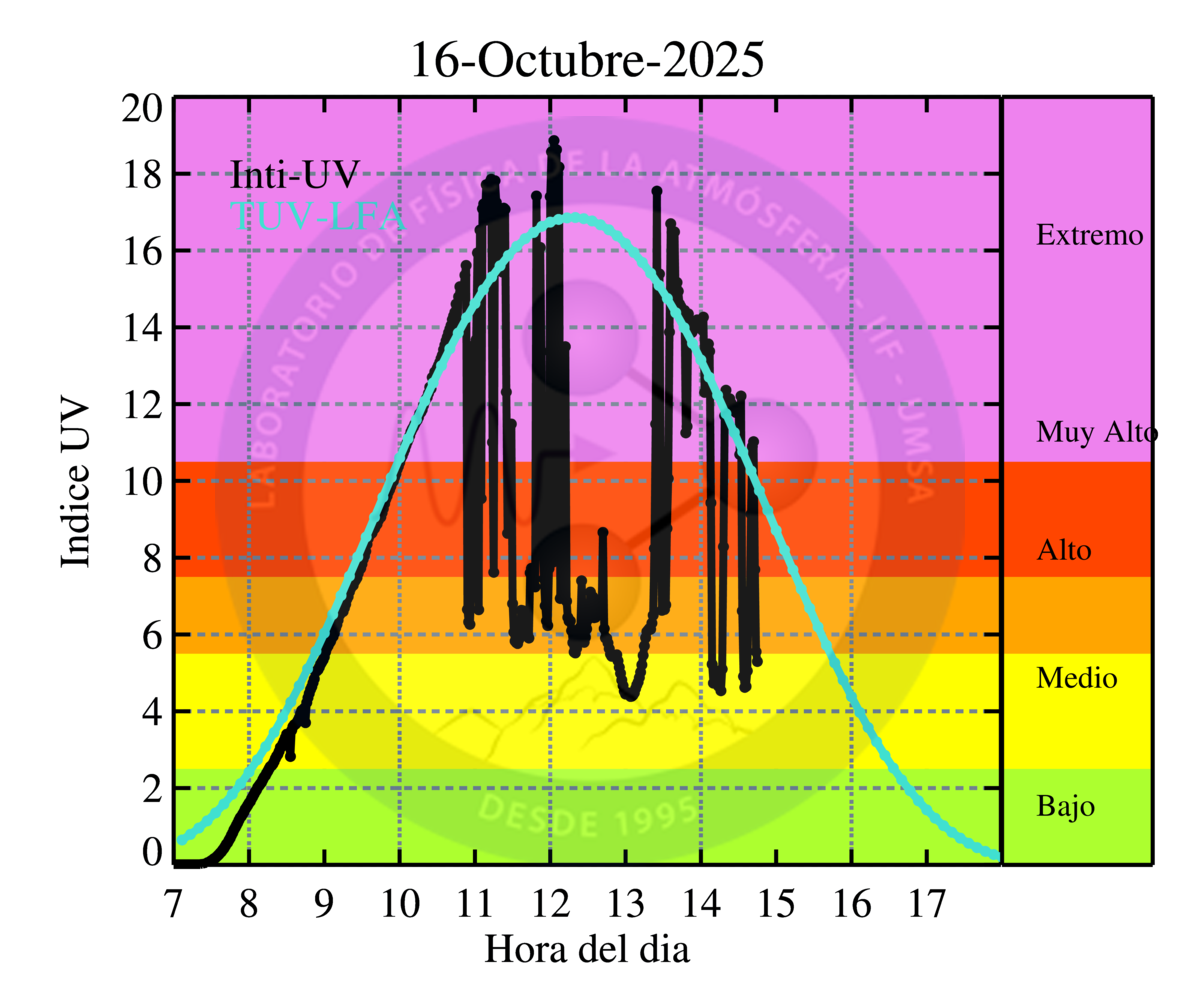 16-Octubre-2025
Inti-UV
TUV-LFA
LABORATORIO DE FÍSICA DE LA ATMÓSFERA - IIF - UMSA
DESDE 1995
Indice UV
20
18
16
14
12
10
8
6
4
2
0
7 8 9 10 11 12 13 14 15 16 17
Hora del dia
Extremo
Muy Alto
Alto
Medio
Bajo